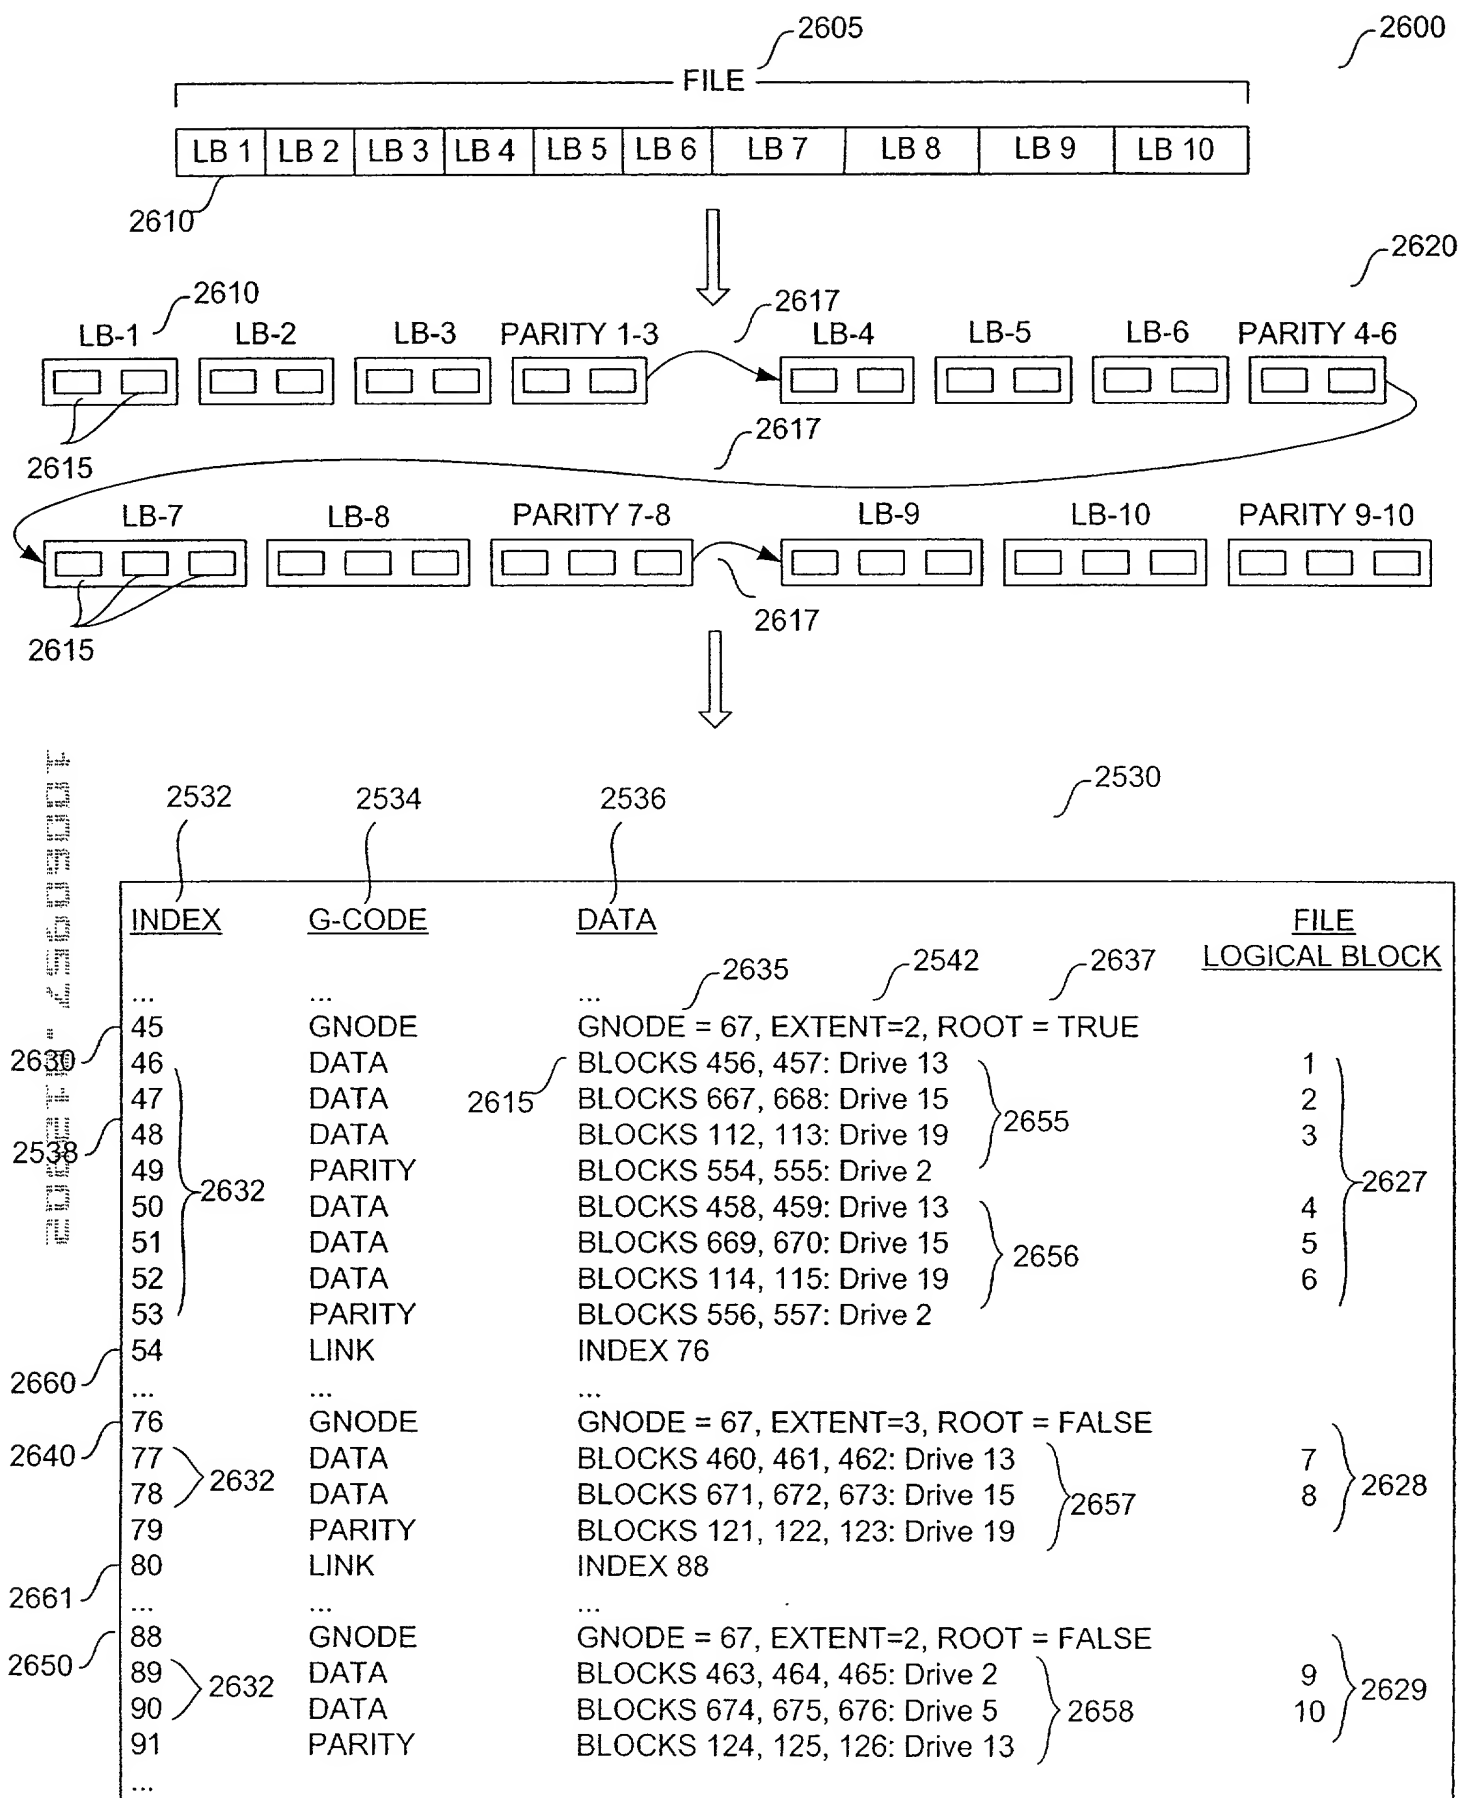 2605
2600
FILE
LB 1 LB 2 LB 3 LB 4 LB 5 LB 6 LB 7 LB 8 LB 9 LB 10
2610
2620
2610
2617
LB-1 LB-2 LB-3 PARITY 1-3 LB-4 LB-5 LB-6 PARITY 4-6
2617
2615
LB-7 LB-8 PARITY 7-8 LB-9 LB-10 PARITY 9-10
2617
2615
2530
2532 2534 2536
INDEX G-CODE DATA FILE
LOGICAL BLOCK
2635 2542 2637
... ... ...
45 GNODE GNODE = 67, EXTENT=2, ROOT = TRUE
2630
46 DATA BLOCKS 456, 457: Drive 13 1
47 DATA 2615 BLOCKS 667, 668: Drive 15 2
48 DATA BLOCKS 112, 113: Drive 19 2655 3
2538
49 PARITY BLOCKS 554, 555: Drive 2
2632 2627
50 DATA BLOCKS 458, 459: Drive 13 4
51 DATA BLOCKS 669, 670: Drive 15 5
2656
52 DATA BLOCKS 114, 115: Drive 19 6
53 PARITY BLOCKS 556, 557: Drive 2
54 LINK INDEX 76
2660
... ... ...
76 GNODE GNODE = 67, EXTENT=3, ROOT = FALSE
2640
77 DATA BLOCKS 460, 461, 462: Drive 13 7
2632 2628
78 DATA BLOCKS 671, 672, 673: Drive 15 2657 8
79 PARITY BLOCKS 121, 122, 123: Drive 19
80 LINK INDEX 88
2661
... ... ...
88 GNODE GNODE = 67, EXTENT=2, ROOT = FALSE
2650
89 DATA BLOCKS 463, 464, 465: Drive 2 9
2632 2629
90 DATA BLOCKS 674, 675, 676: Drive 5 2658 10
91 PARITY BLOCKS 124, 125, 126: Drive 13
...